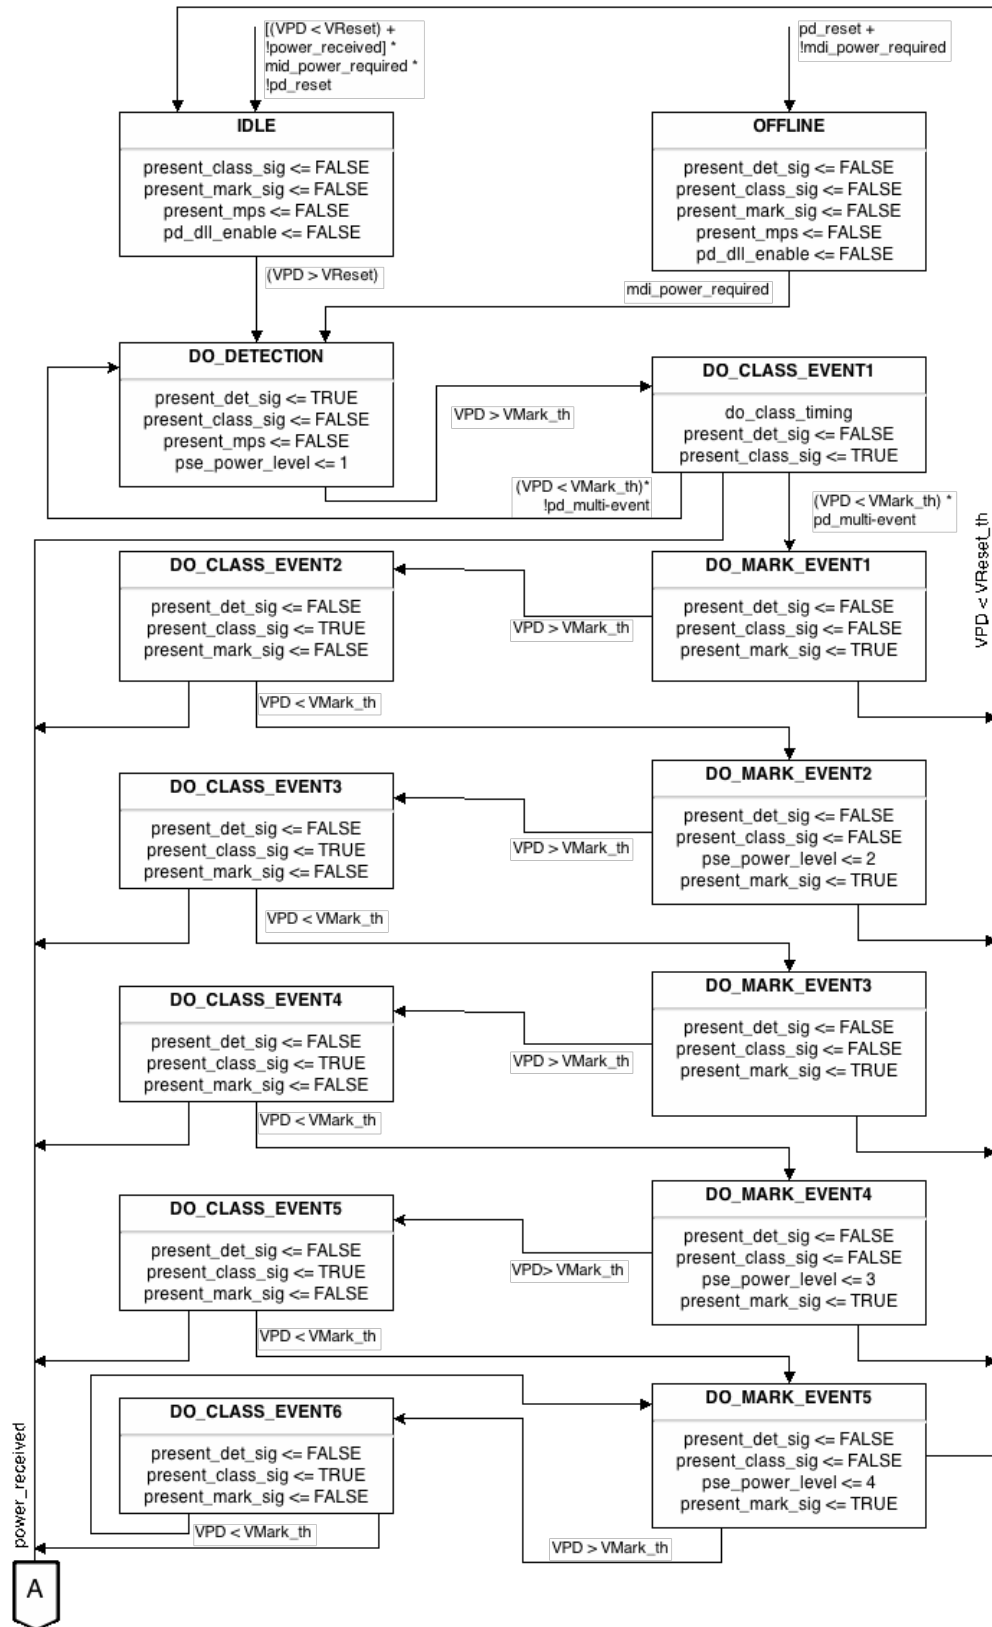 [(VPD < VReset) +
!power_received] *
mid_power_required *
!pd_reset
pd_reset +
!mdi_power_required
IDLE
present_class_sig <= FALSE
present_mark_sig <= FALSE
present_mps <= FALSE
pd_dll_enable <= FALSE
OFFLINE
present_det_sig <= FALSE
present_class_sig <= FALSE
present_mark_sig <= FALSE
present_mps <= FALSE
pd_dll_enable <= FALSE
(VPD > VReset)
mdi_power_required
DO_DETECTION
present_det_sig <= TRUE
present_class_sig <= FALSE
present_mps <= FALSE
pse_power_level <= 1
VPD > VMark_th
DO_CLASS_EVENT1
do_class_timing
present_det_sig <= FALSE
present_class_sig <= TRUE
(VPD < VMark_th)*
!pd_multi-event
(VPD < VMark_th) *
pd_multi-event
VPD < VReset_th
DO_CLASS_EVENT2
present_det_sig <= FALSE
present_class_sig <= TRUE
present_mark_sig <= FALSE
VPD > VMark_th
DO_MARK_EVENT1
present_det_sig <= FALSE
present_class_sig <= FALSE
present_mark_sig <= TRUE
VPD < VMark_th
DO_CLASS_EVENT3
present_det_sig <= FALSE
present_class_sig <= TRUE
present_mark_sig <= FALSE
VPD > VMark_th
DO_MARK_EVENT2
present_det_sig <= FALSE
present_class_sig <= FALSE
pse_power_level <= 2
present_mark_sig <= TRUE
VPD < VMark_th
DO_CLASS_EVENT4
present_det_sig <= FALSE
present_class_sig <= TRUE
present_mark_sig <= FALSE
VPD > VMark_th
DO_MARK_EVENT3
present_det_sig <= FALSE
present_class_sig <= FALSE
present_mark_sig <= TRUE
VPD < VMark_th
DO_CLASS_EVENT5
present_det_sig <= FALSE
present_class_sig <= TRUE
present_mark_sig <= FALSE
VPD> VMark_th
DO_MARK_EVENT4
present_det_sig <= FALSE
present_class_sig <= FALSE
pse_power_level <= 3
present_mark_sig <= TRUE
VPD < VMark_th
DO_CLASS_EVENT6
present_det_sig <= FALSE
present_class_sig <= TRUE
present_mark_sig <= FALSE
VPD < VMark_th
VPD > VMark_th
DO_MARK_EVENT5
present_det_sig <= FALSE
present_class_sig <= FALSE
pse_power_level <= 4
present_mark_sig <= TRUE
power_received
A